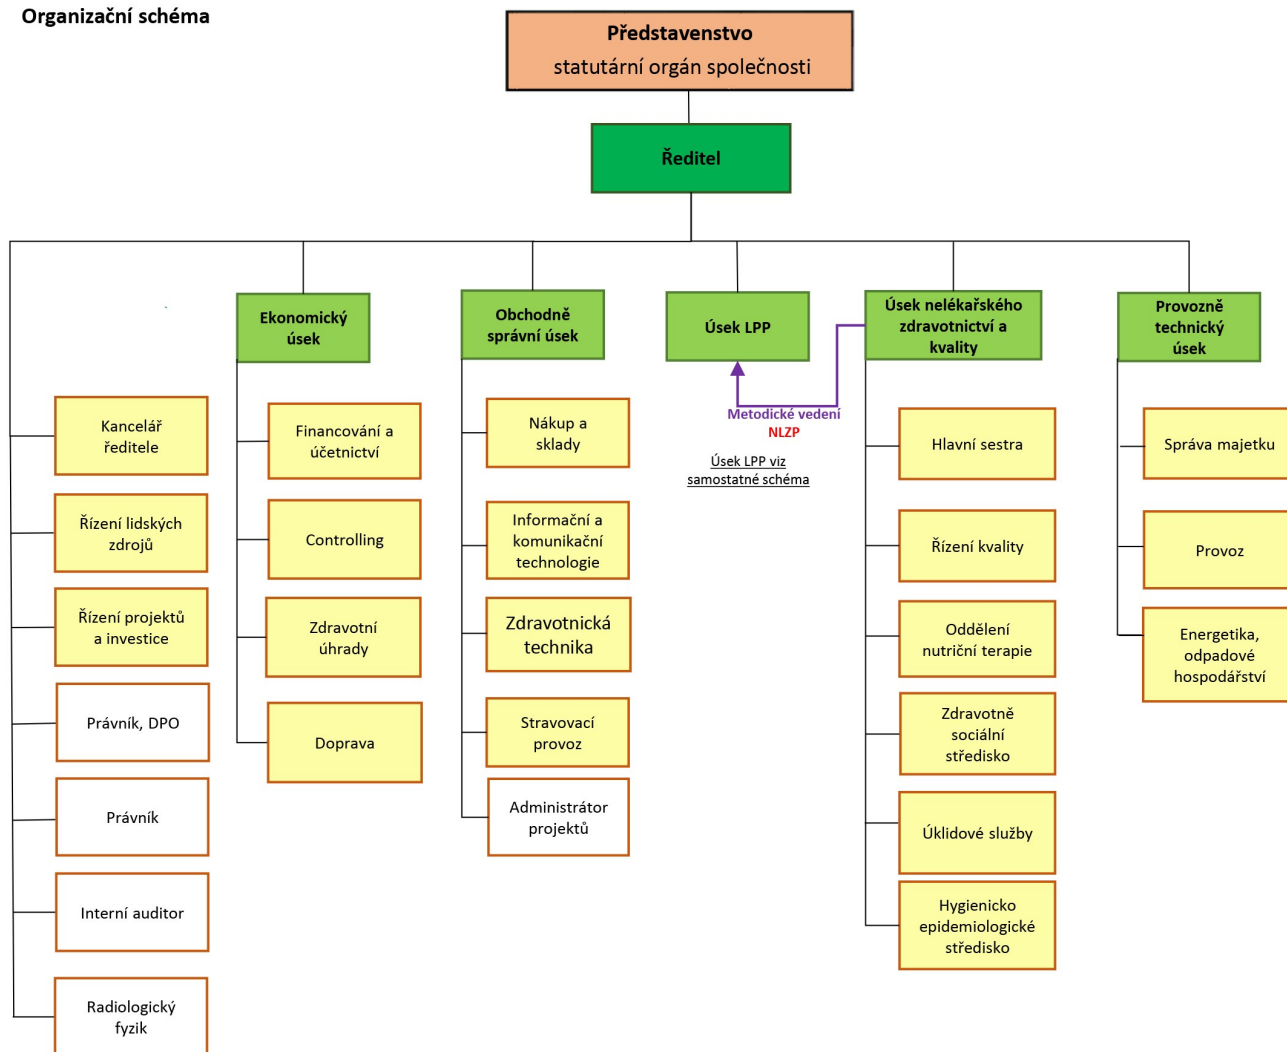 Organizační schéma
Představenstvo
statutární orgán společnosti
Ředitel
Ekonomický
úsek
Obchodně
správní úsek
Úsek LPP
Úsek nelékařského
zdravotnictví a
kvality
Provozně
technický
úsek
Metodické vedení
NLZP
Úsek LPP viz
samostatné schéma
Kancelář
ředitele
Řízení lidských
zdrojů
Řízení projektů
a investice
Právník, DPO
Právník
Interní auditor
Radiologický
fyzik
Financování a
účetnictví
Controlling
Zdravotní
úhrady
Doprava
Nákup a
sklady
Informační a
komunikační
technologie
Zdravotnická
technika
Stravovací
provoz
Administrátor
projektů
Hlavní sestra
Řízení kvality
Oddělení
nutriční terapie
Zdravotně
sociální
středisko
Úklidové služby
Hygienicko
epidemiologické
středisko
Správa majetku
Provoz
Energetika,
odpadové
hospodářství